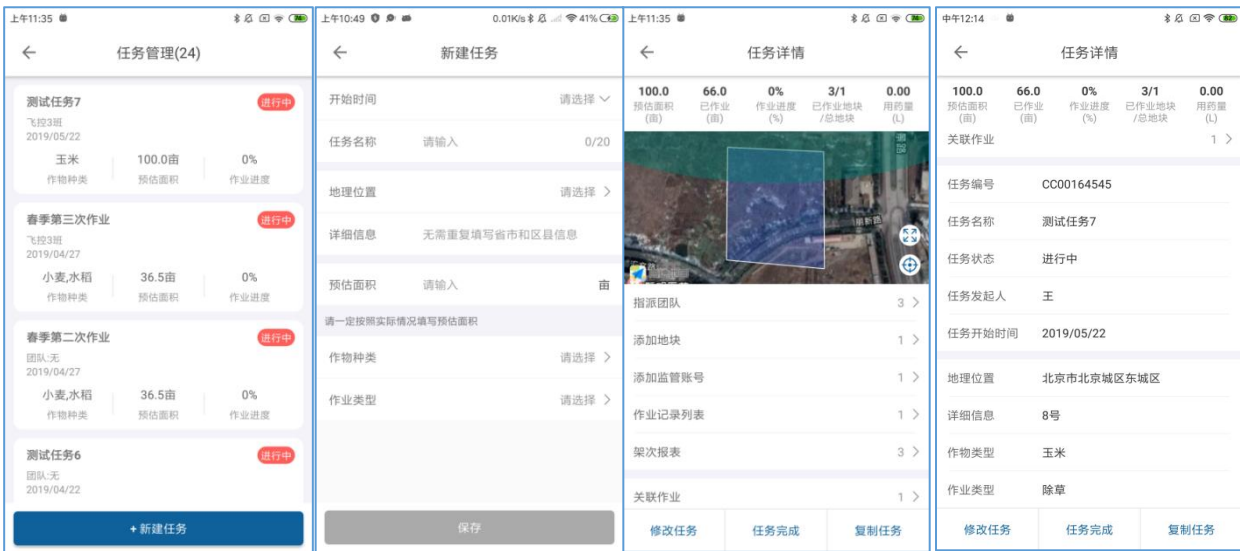 上午11:35
76
任务管理(24)
测试任务7
进行中
飞控3班
2019/05/22
玉米
100.0亩
0%
作物种类
预估面积
作业进度
春季第三次作业
进行中
飞控3班
2019/04/27
小麦,水稻
36.5亩
0%
作物种类
预估面积
作业进度
春季第二次作业
进行中
团队:无
2019/04/27
小麦,水稻
36.5亩
0%
作物种类
预估面积
作业进度
测试任务6
进行中
团队:无
2019/04/22
+ 新建任务
上午10:49
0.01K/s
41%
新建任务
开始时间
请选择
任务名称
请输入
0/20
地理位置
请选择
详细信息
无需重复填写省市和区县信息
预估面积
请输入
亩
请一定按照实际情况填写预估面积
作物种类
请选择
作业类型
请选择
保存
上午11:35
76
任务详情
100.0
66.0
0%
3/1
0.00
预估面积
已作业
作业进度
已作业地块
用药量
(亩)
(亩)
(%)
/总地块
(L)
指派团队
3
添加地块
1
添加监管账号
1
作业记录列表
1
架次报表
3
关联作业
1
修改任务
任务完成
复制任务
中午12:14
82
任务详情
100.0
66.0
0%
3/1
0.00
预估面积
已作业
作业进度
已作业地块
用药量
(亩)
(亩)
(%)
/总地块
(L)
关联作业
1
任务编号
CC00164545
任务名称
测试任务7
任务状态
进行中
任务发起人
王
任务开始时间
2019/05/22
地理位置
北京市北京城区东城区
详细信息
8号
作物类型
玉米
作业类型
除草
修改任务
任务完成
复制任务